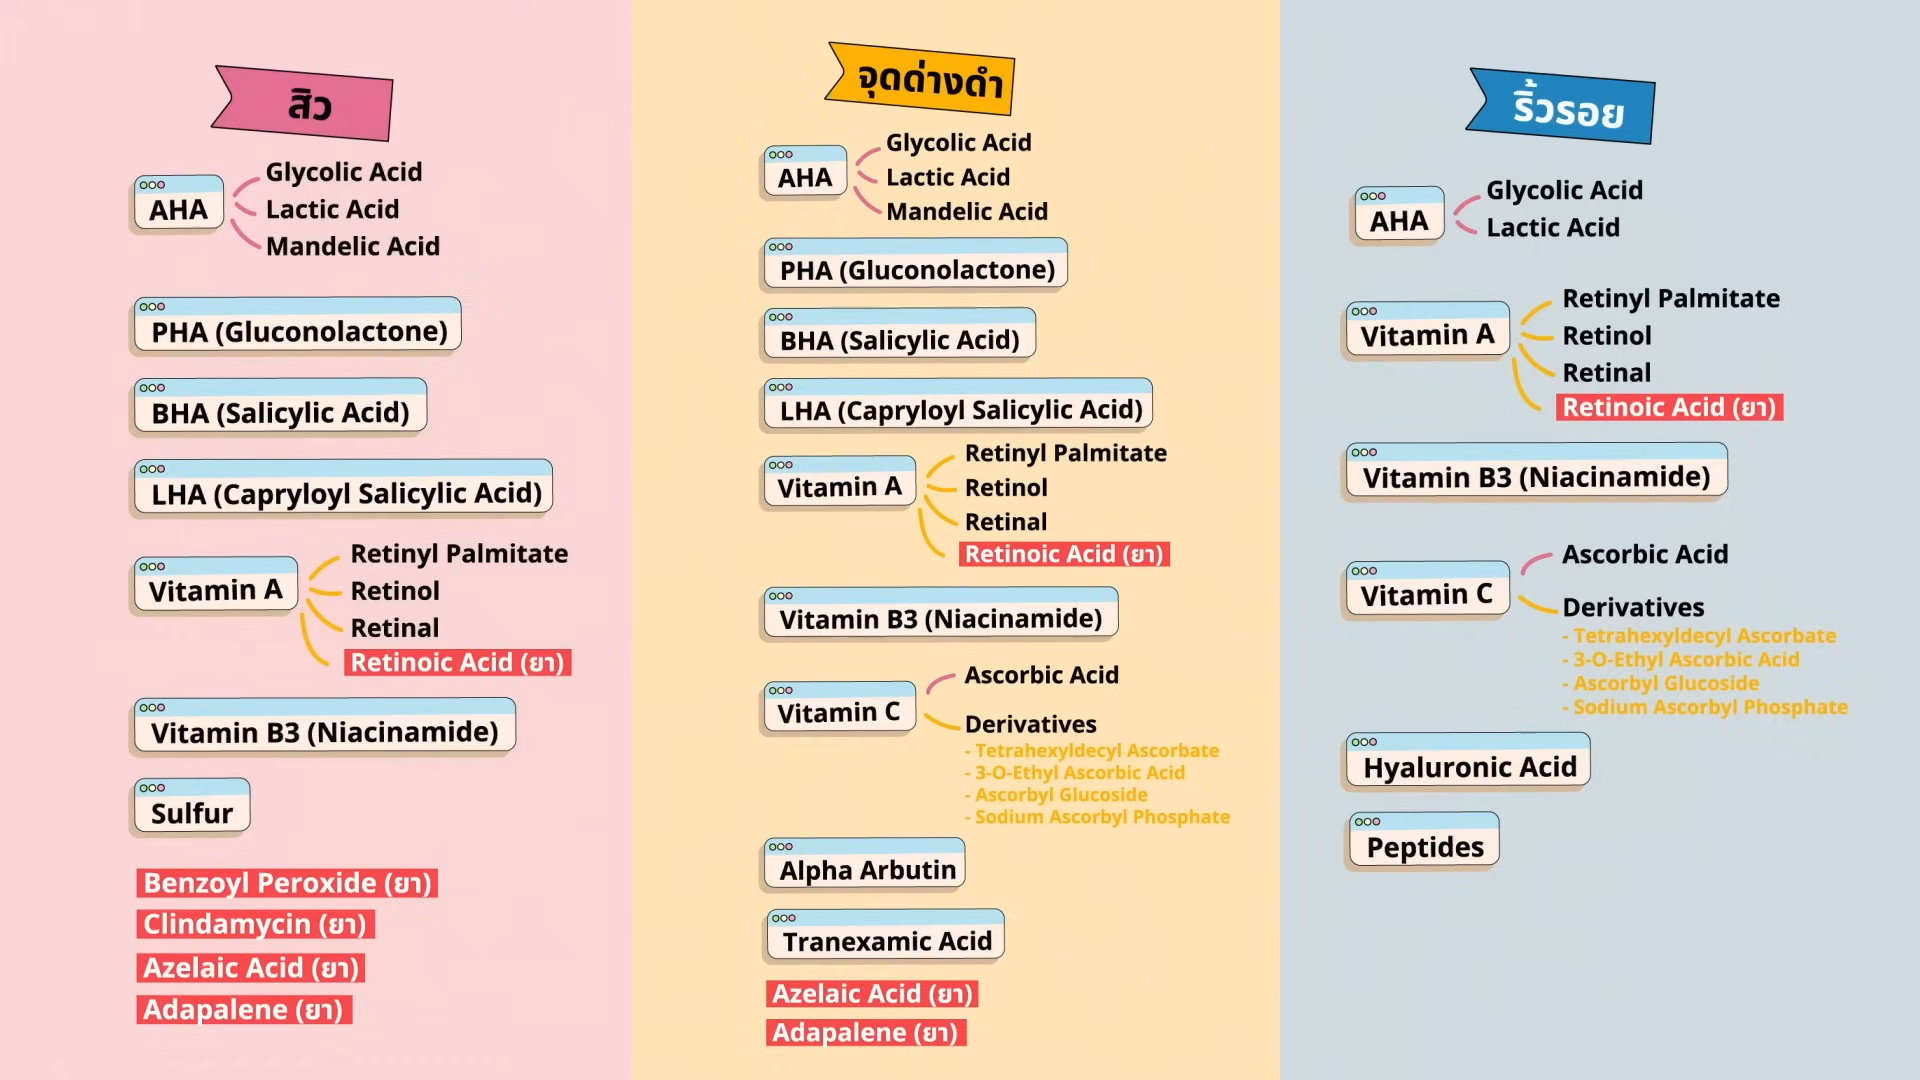 สิว
AHA
Glycolic Acid
Lactic Acid
Mandelic Acid
PHA (Gluconolactone)
BHA (Salicylic Acid)
LHA (Capryloyl Salicylic Acid)
Vitamin A
Retinyl Palmitate
Retinol
Retinal
Retinoic Acid (ยา)
Vitamin B3 (Niacinamide)
Sulfur
Benzoyl Peroxide (ยา)
Clindamycin (ยา)
Azelaic Acid (ยา)
Adapalene (ยา)
จุดด่างดำ
AHA
Glycolic Acid
Lactic Acid
Mandelic Acid
PHA (Gluconolactone)
BHA (Salicylic Acid)
LHA (Capryloyl Salicylic Acid)
Vitamin A
Retinyl Palmitate
Retinol
Retinal
Retinoic Acid (ยา)
Vitamin B3 (Niacinamide)
Vitamin C
Ascorbic Acid
Derivatives
- Tetrahexyldecyl Ascorbate
- 3-O-Ethyl Ascorbic Acid
- Ascorbyl Glucoside
- Sodium Ascorbyl Phosphate
Alpha Arbutin
Tranexamic Acid
Azelaic Acid (ยา)
Adapalene (ยา)
ริ้วรอย
AHA
Glycolic Acid
Lactic Acid
Vitamin A
Retinyl Palmitate
Retinol
Retinal
Retinoic Acid (ยา)
Vitamin B3 (Niacinamide)
Vitamin C
Ascorbic Acid
Derivatives
- Tetrahexyldecyl Ascorbate
- 3-O-Ethyl Ascorbic Acid
- Ascorbyl Glucoside
- Sodium Ascorbyl Phosphate
Hyaluronic Acid
Peptides